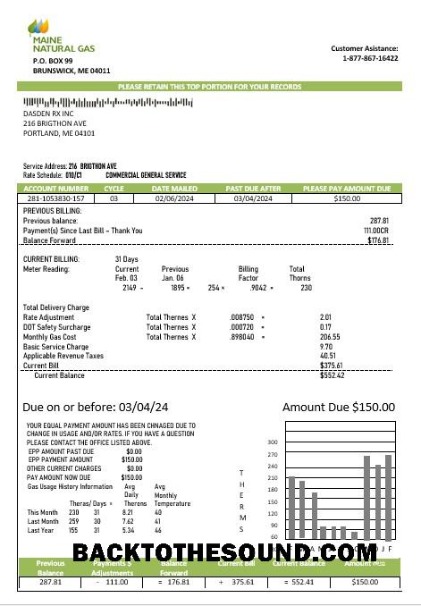 MAINE
NATURAL GAS
P.O. BOX 99
BRUNSWICK, ME 04011
Customer Asistance:
1-877-867-16422
PLEASE RETAIN THIS TOP PORTION FOR YOUR RECORDS
DASDEN RX INC
216 BRIGTHON AVE
PORTLAND, ME 04101
Service Address: 216 BRIGTHON AVE
Rate Schedule: 010/C1 COMMERCIAL GENERAL SERVICE
ACCOUNT NUMBER CYCLE DATE MAILED PAST DUE AFTER PLEASE PAY AMOUNT DUE
281-1053830-157 03 02/06/2024 03/04/2024 $150.00
PREVIOUS BILLING:
Previous balance: 287.81
Payment(s) Since Last Bill - Thank You 111.00CR
Balance Forward $176.81
CURRENT BILLING: 31 Days
Meter Reading: Current Previous Billing Total
Feb. 03 Jan. 06 Factor Thorns
2149 - 1895 = 254 × .9042 = 230
Total Delivery Charge
Rate Adjustment Total Thermes X .008750 = 2.01
DOT Safety Surcharge Total Thermes X .000720 = 0.17
Monthly Gas Cost Total Thermes X .898040 = 206.55
Basic Service Charge 9.70
Applicable Revenue Taxes 40.51
Current Bill $375.61
Current Balance $552.42
Due on or before: 03/04/24 Amount Due $150.00
YOUR EQUAL PAYMENT AMOUNT HAS BEEN CHNAGED DUE TO
CHANGE IN USAGE AND/OR RATES. IF YOU HAVE A QUESTION
PLEASE CONTACT THE OFFICE LISTED ABOVE.
EPP AMOUNT PAST DUE $0.00
EPP PAYMENT AMOUNT $150.00
OTHER CURRENT CHARGES $0.00
PAY AMOUNT NOW DUE $150.00
Gas Usage History Information Avg Avg
Daily Monthly
Theras/ Days = Therens Temperature
This Month 230 31 8.21 40
Last Month 259 30 7.62 41
Last Year 155 31 5.34 46
T
H
E
R
M
S
300
270
240
210
180
150
120
90
60
BACKTOTHESOUND.COM
Previous Balance Payments & Adjustments Balance Forward Current Bill Current Balance Amount
287.81 - 111.00 = 176.81 + 375.61 = 552.41 $150.00